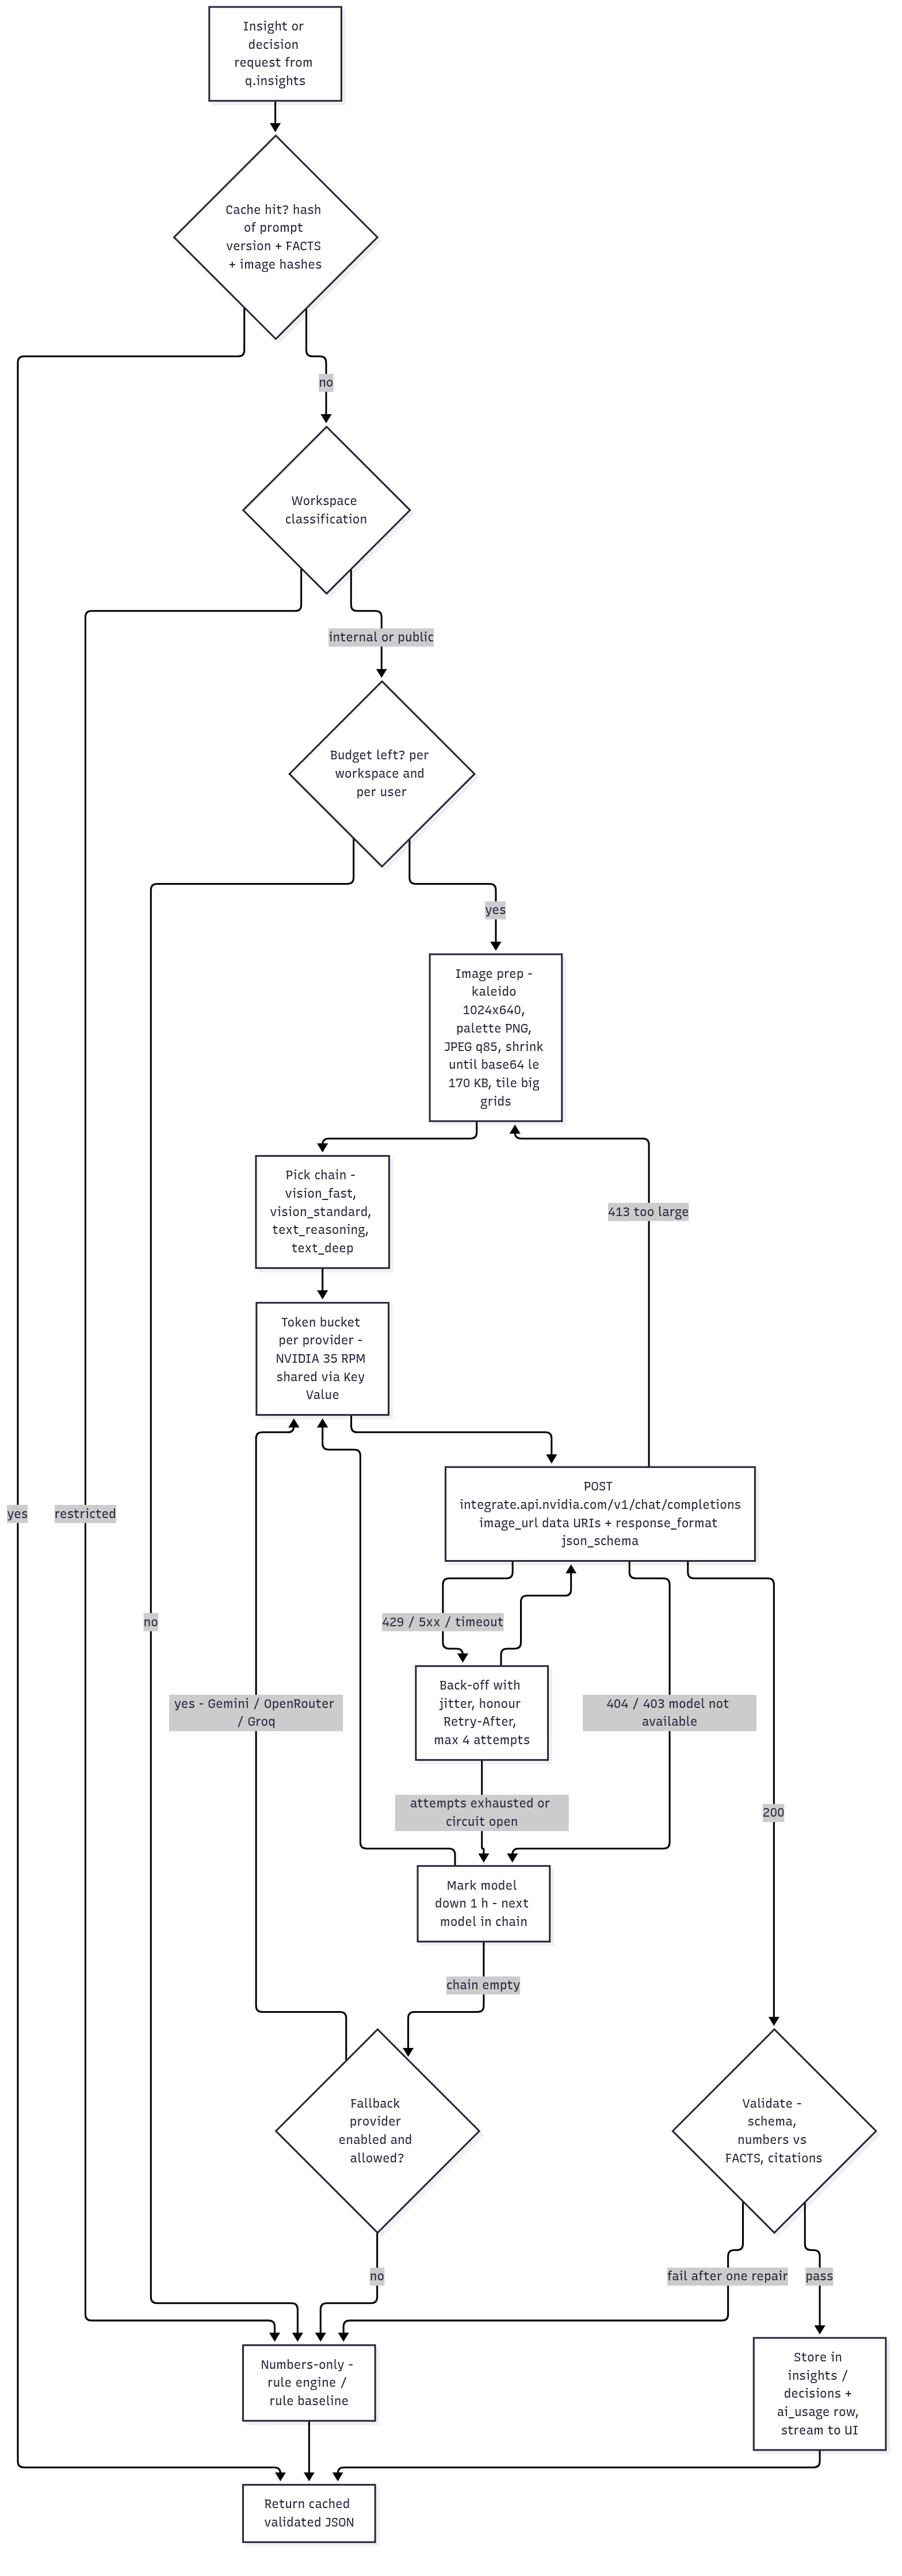 Insight or
decision
request from
q.insights
Cache hit? hash
of prompt
version + FACTS
+ image hashes
no
Workspace
classification
internal or public
Budget left? per
workspace and
per user
yes
Image prep -
kaleido
1024x640,
palette PNG,
JPEG q85, shrink
until base64 le
170 KB, tile big
grids
Pick chain -
vision_fast,
vision_standard,
text_reasoning,
text_deep
413 too large
Token bucket
per provider -
NVIDIA 35 RPM
shared via Key
Value
POST
integrate.api.nvidia.com/v1/chat/completions
image_url data URIs + response_format
json_schema
yes
restricted
no
429 / 5xx / timeout
yes - Gemini / OpenRouter
/ Groq
Back-off with
jitter, honour
Retry-After,
max 4 attempts
404 / 403 model not
available
attempts exhausted or
circuit open
200
Mark model
down 1 h - next
model in chain
chain empty
Fallback
provider
enabled and
allowed?
Validate -
schema,
numbers vs
FACTS, citations
no
fail after one repair
pass
Numbers-only -
rule engine /
rule baseline
Store in
insights /
decisions +
ai_usage row,
stream to UI
Return cached
validated JSON